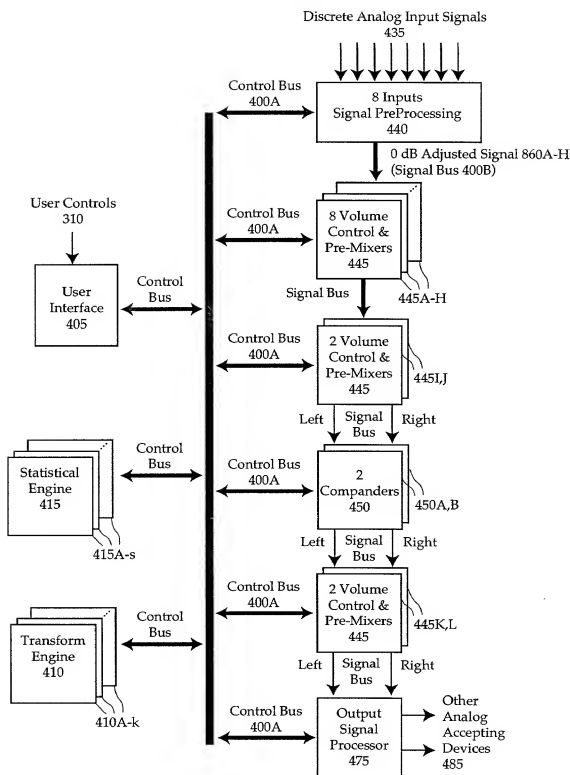 Discrete Analog Input Signals
435
Control Bus
400A
8 Inputs
Signal PreProcessing
440
0 dB Adjusted Signal 860A-H
(Signal Bus 400B)
User Controls
310
Control Bus
400A
8 Volume
Control &
Pre-Mixers
445
445A-H
User
Interface
405
Control
Bus
Signal Bus
Control Bus
400A
2 Volume
Control &
Pre-Mixers
445
445I,J
Left
Signal
Bus
Right
Statistical
Engine
415
415A-s
Control
Bus
Control Bus
400A
2
Companders
450
450A,B
Left
Signal
Bus
Right
Transform
Engine
410
410A-k
Control
Bus
Control Bus
400A
2 Volume
Control &
Pre-Mixers
445
445K,L
Left
Signal
Bus
Right
Control Bus
400A
Output
Signal
Processor
475
Other
Analog
Accepting
Devices
485